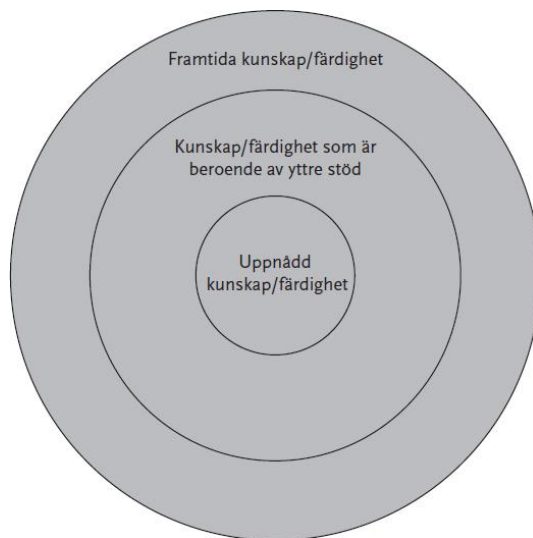 Framtida kunskap/färdighet
Kunskap/färdighet som är
beroende av yttre stöd
Uppnådd
kunskap/färdighet